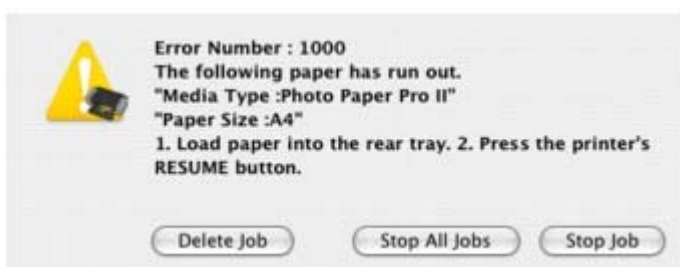 Error Number : 1000
The following paper has run out.
"Media Type :Photo Paper Pro II"
"Paper Size :A4"
1. Load paper into the rear tray. 2. Press the printer's
RESUME button.
Delete Job Stop All Jobs Stop Job